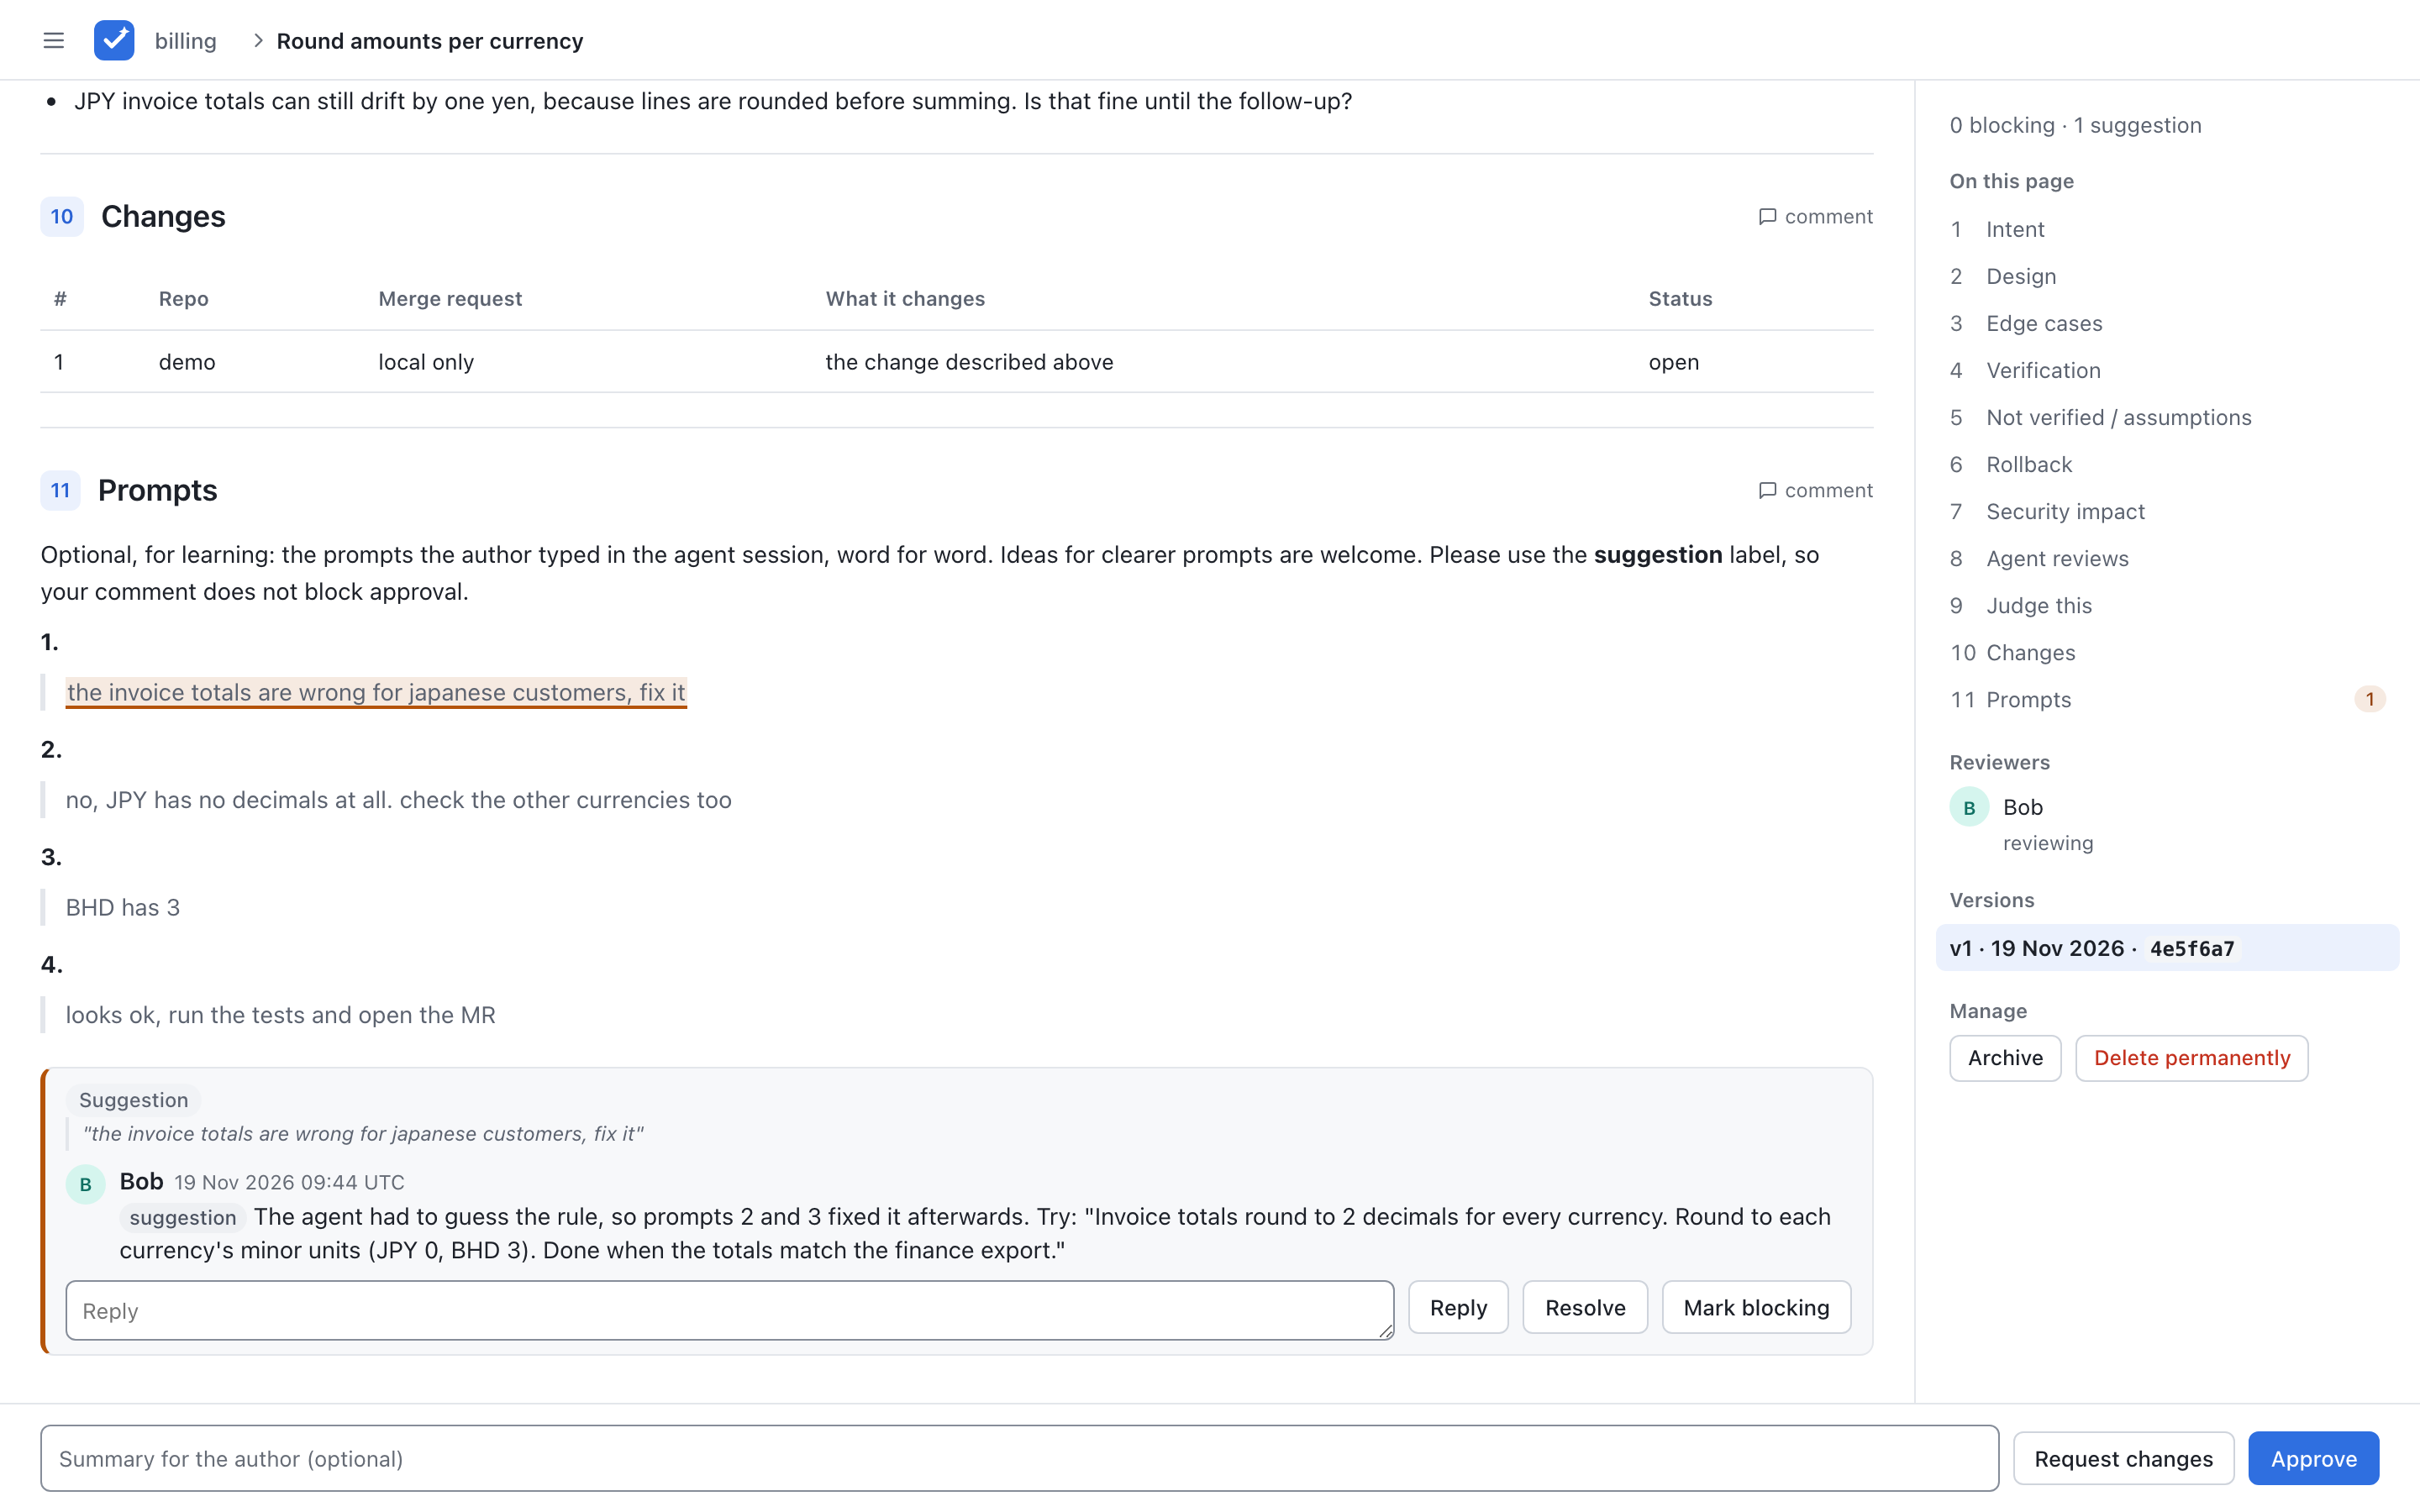 billing > Round amounts per currency
• JPY invoice totals can still drift by one yen, because lines are rounded before summing. Is that fine until the follow-up?
10 Changes
comment
# Repo Merge request What it changes Status
1 demo local only the change described above open
11 Prompts
comment
Optional, for learning: the prompts the author typed in the agent session, word for word. Ideas for clearer prompts are welcome. Please use the suggestion label, so
your comment does not block approval.
1.
the invoice totals are wrong for japanese customers, fix it
2.
no, JPY has no decimals at all. check the other currencies too
3.
BHD has 3
4.
looks ok, run the tests and open the MR
Suggestion
"the invoice totals are wrong for japanese customers, fix it"
B Bob 19 Nov 2026 09:44 UTC
suggestion The agent had to guess the rule, so prompts 2 and 3 fixed it afterwards. Try: "Invoice totals round to 2 decimals for every currency. Round to each
currency's minor units (JPY 0, BHD 3). Done when the totals match the finance export."
Reply
Reply Resolve Mark blocking
0 blocking · 1 suggestion
On this page
1 Intent
2 Design
3 Edge cases
4 Verification
5 Not verified / assumptions
6 Rollback
7 Security impact
8 Agent reviews
9 Judge this
10 Changes
11 Prompts 1
Reviewers
B Bob
reviewing
Versions
v1 · 19 Nov 2026 · 4e5f6a7
Manage
Archive Delete permanently
Summary for the author (optional)
Request changes Approve